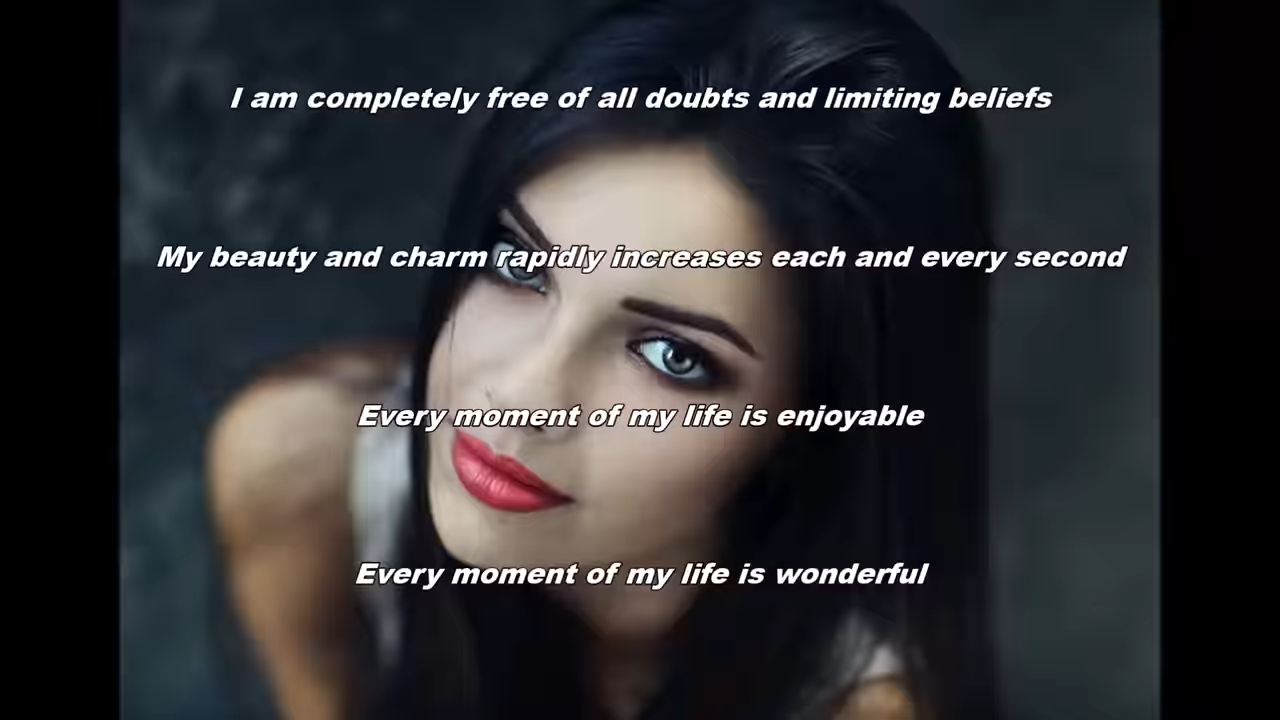 I am completely free of all doubts and limiting beliefs
My beauty and charm rapidly increases each and every second
Every moment of my life is enjoyable
Every moment of my life is wonderful